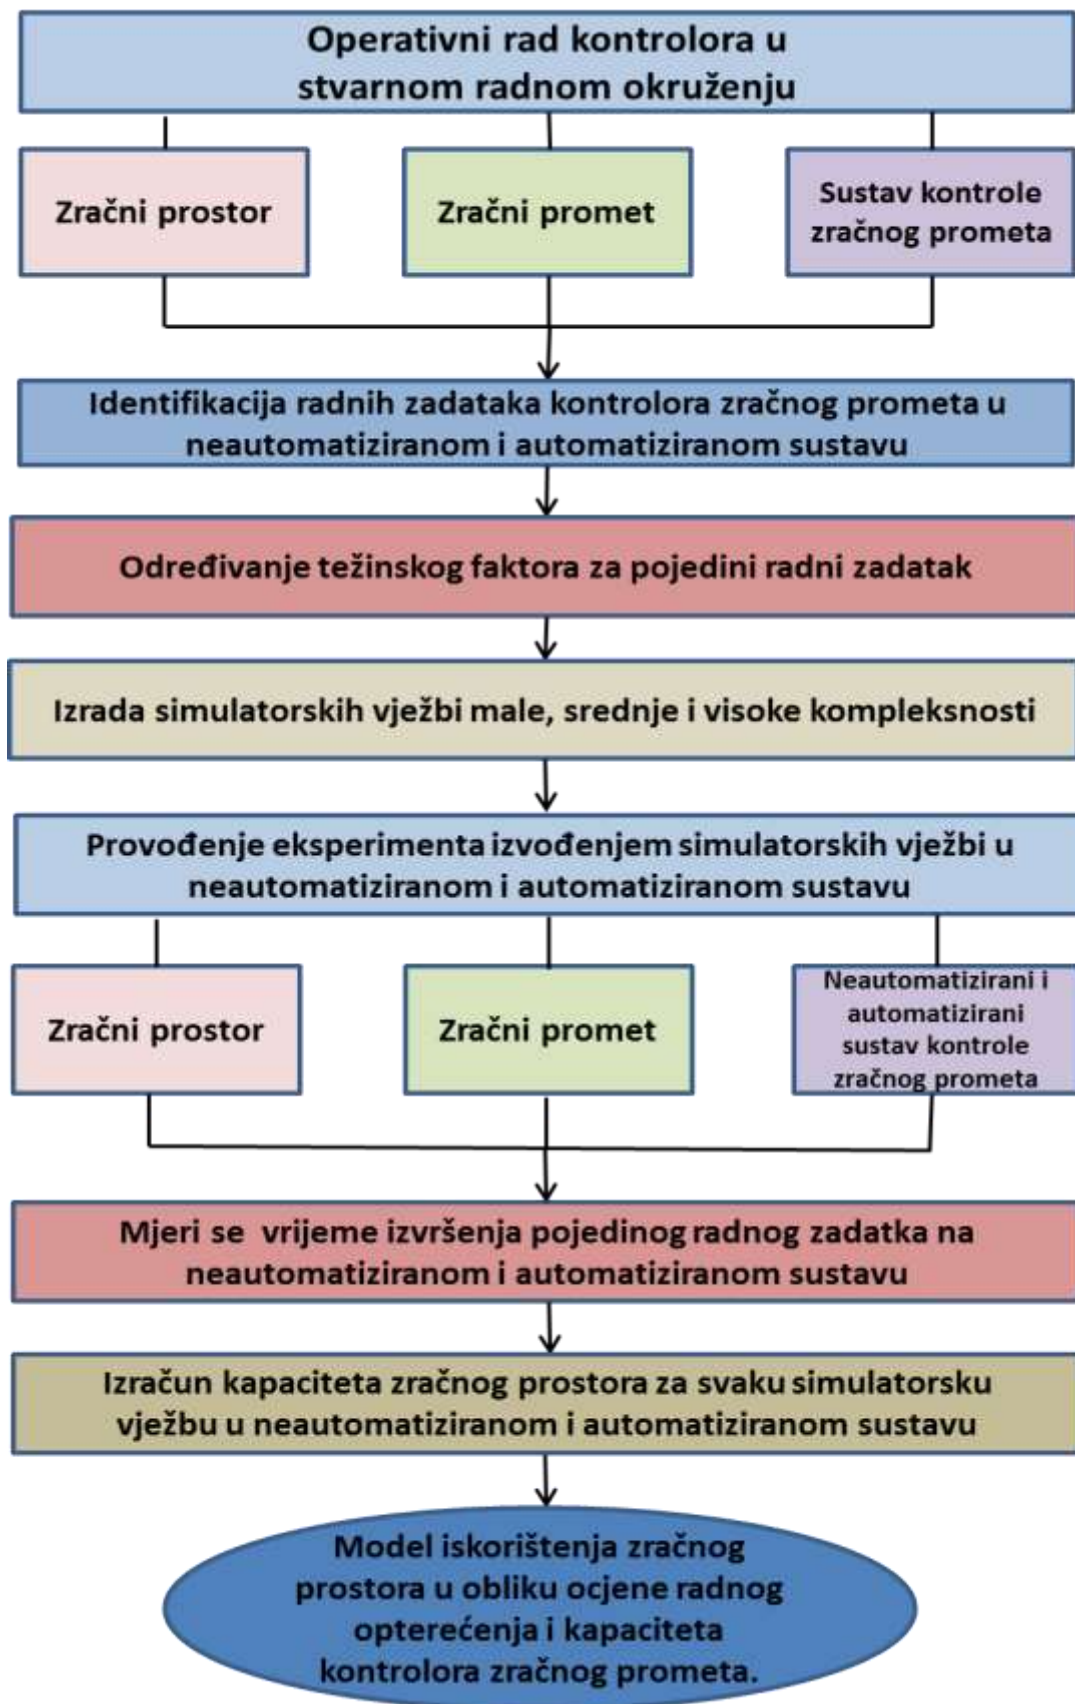 Operativni rad kontrolora u
stvarnom radnom okruženju
Zračni prostor
Zračni promet
Sustav kontrole
zračnog prometa
Identifikacija radnih zadataka kontrolora zračnog prometa u
neautomatiziranom i automatiziranom sustavu
Određivanje težinskog faktora za pojedini radni zadatak
Izrada simulatorskih vježbi male, srednje i visoke kompleksnosti
Provođenje eksperimenta izvođenjem simulatorskih vježbi u
neautomatiziranom i automatiziranom sustavu
Zračni prostor
Zračni promet
Neautomatizirani i
automatizirani
sustav kontrole
zračnog prometa
Mjeri se vrijeme izvršenja pojedinog radnog zadatka na
neautomatiziranom i automatiziranom sustavu
Izračun kapaciteta zračnog prostora za svaku simulatorsku
vježbu u neautomatiziranom i automatiziranom sustavu
Model iskorištenja zračnog
prostora u obliku ocjene radnog
opterećenja i kapaciteta
kontrolora zračnog prometa.